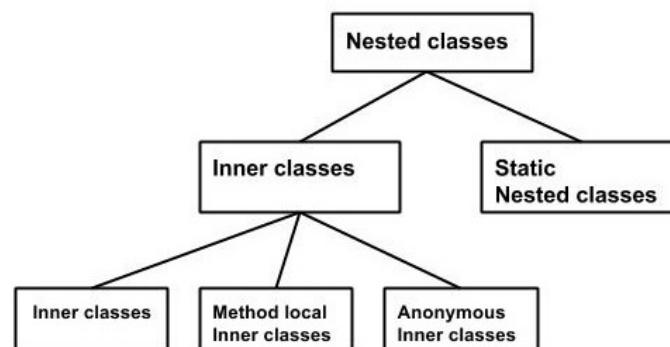 Nested classes
Inner classes
Static
Nested classes
Inner classes
Method local
Inner classes
Anonymous
Inner classes